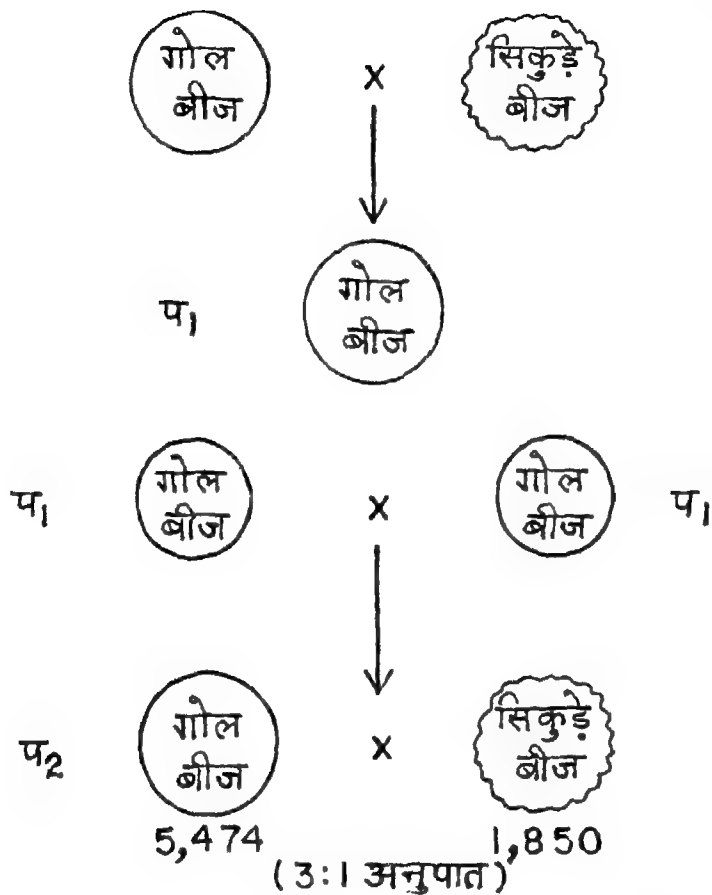 गोल
बीज
x
सिकुड़े
बीज
प₁
गोल
बीज
प₁
गोल
बीज
x
गोल
बीज
प₁
प₂
गोल
बीज
x
सिकुड़े
बीज
5,474
1,850
(3:1 अनुपात)